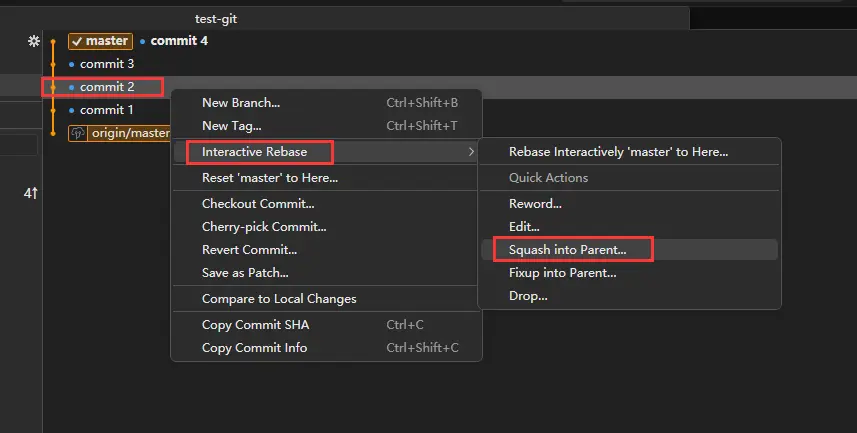 test-git
master commit 4
commit 3
commit 2
commit 1
origin/master
4↑
New Branch... Ctrl+Shift+B
New Tag... Ctrl+Shift+T
Interactive Rebase
Reset 'master' to Here...
Checkout Commit...
Cherry-pick Commit...
Revert Commit...
Save as Patch...
Compare to Local Changes
Copy Commit SHA Ctrl+C
Copy Commit Info Ctrl+Shift+C
Rebase Interactively 'master' to Here...
Quick Actions
Reword...
Edit...
Squash into Parent...
Fixup into Parent...
Drop...